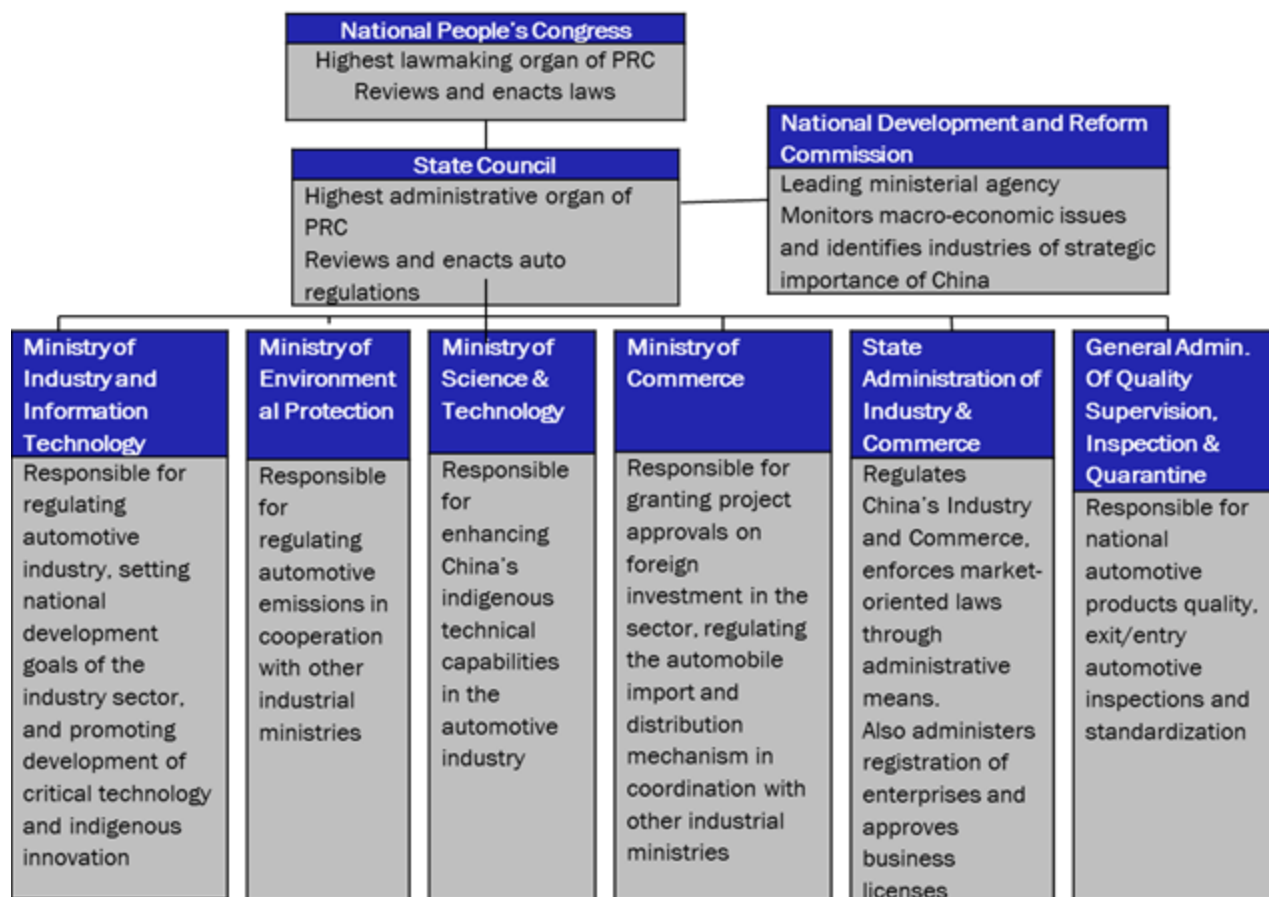 National People's Congress
Highest lawmaking organ of PRC
Reviews and enacts laws
National Development and Reform
Commission
Leading ministerial agency
Monitors macro-economic issues
and identifies industries of strategic
importance of China
State Council
Highest administrative organ of
PRC
Reviews and enacts auto
regulations
Ministry of
Industry and
Information
Technology
Responsible for
regulating
automotive
industry, setting
national
development
goals of the
industry sector,
and promoting
development of
critical technology
and indigenous
innovation
Ministry of
Environment
al Protection
Responsible
for
regulating
automotive
emissions in
cooperation
with other
industrial
ministries
Ministry of
Science &
Technology
Responsible
for
enhancing
China's
indigenous
technical
capabilities
in the
automotive
industry
Ministry of
Commerce
Responsible for
granting project
approvals on
foreign
investment in the
sector, regulating
the automobile
import and
distribution
mechanism in
coordination with
other industrial
ministries
State
Administration of
Industry &
Commerce
Regulates
China's Industry
and Commerce,
enforces market-
oriented laws
through
administrative
means.
Also administers
registration of
enterprises and
approves
business
licenses
General Admin.
Of Quality
Supervision,
Inspection &
Quarantine
Responsible for
national
automotive
products quality,
exit/entry
automotive
inspections and
standardization